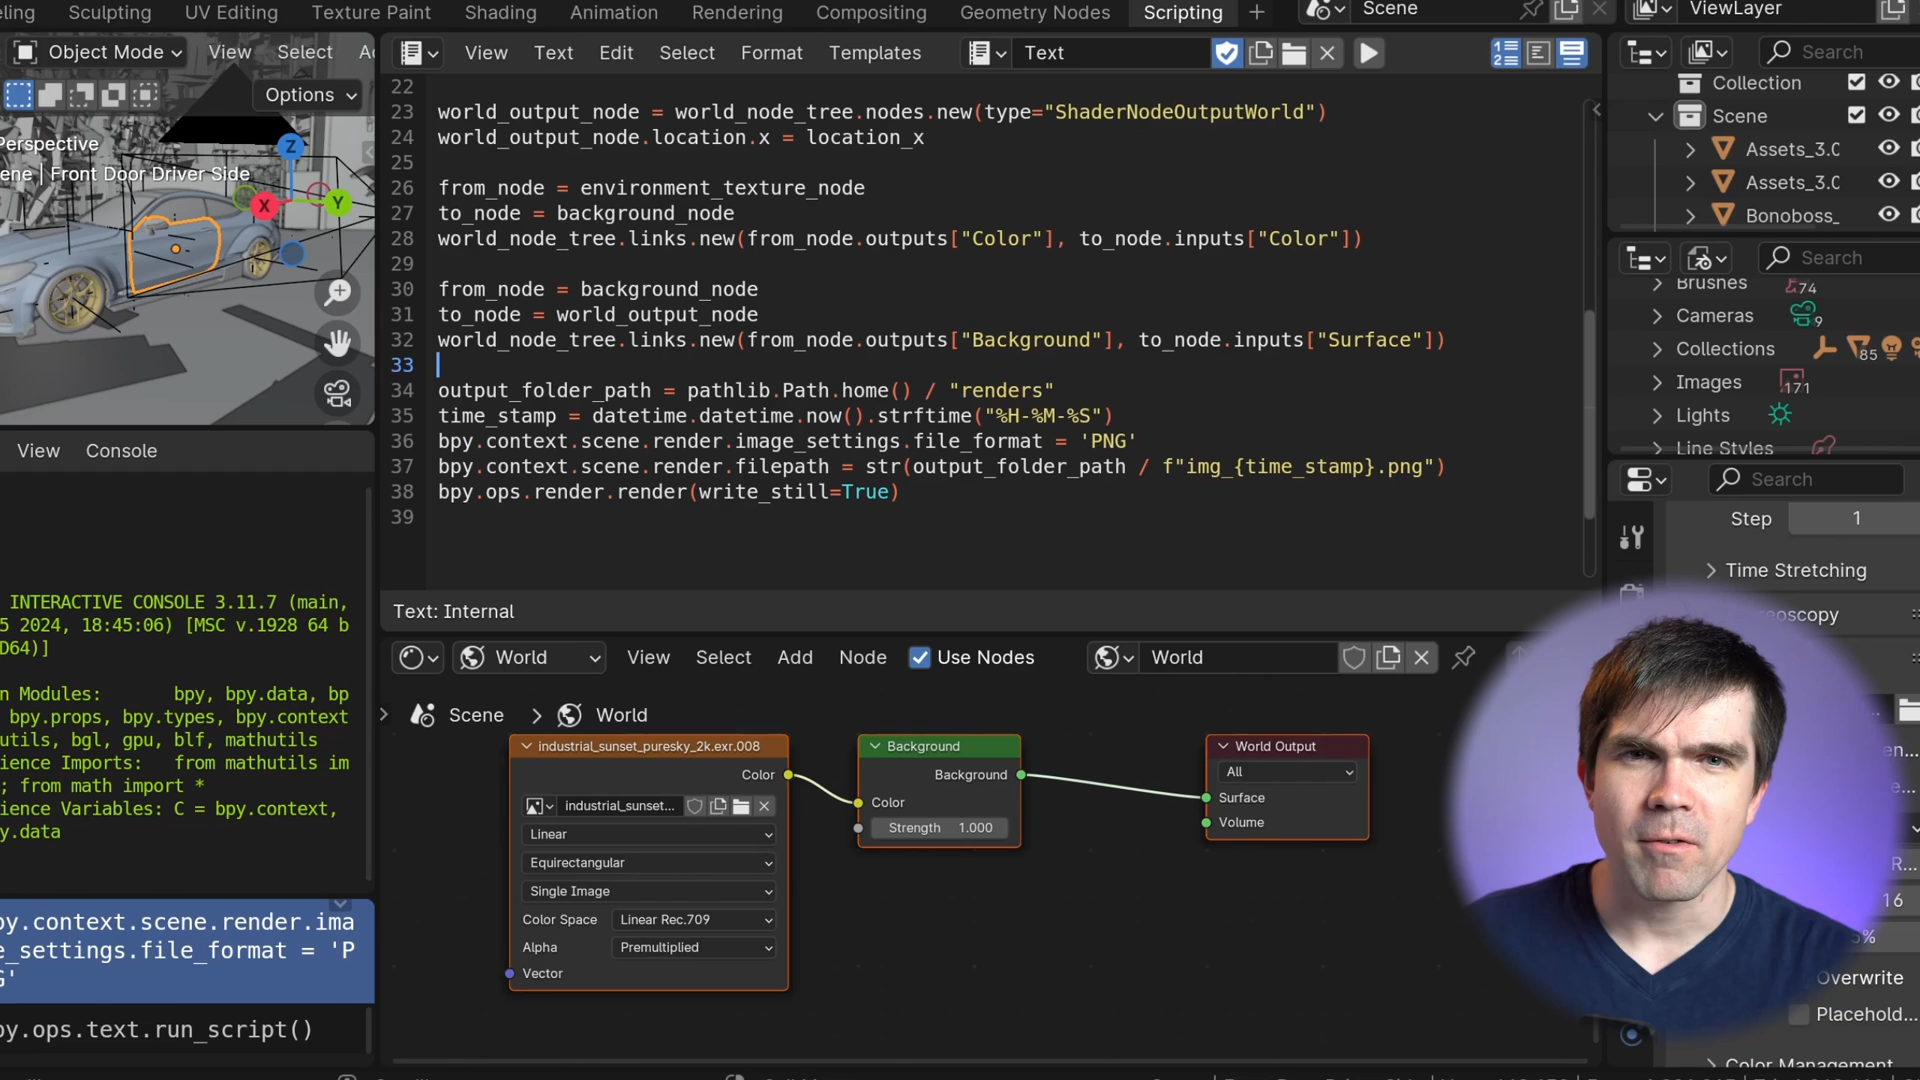 eling Sculpting UV Editing Texture Paint Shading Animation Rendering Compositing Geometry Nodes Scripting + Scene ViewLayer
Object Mode View Select
Options
Perspective
ene | Front Door Driver Side
Z
X
Y
View Text Edit Select Format Templates Text
22
23 world_output_node = world_node_tree.nodes.new(type="ShaderNodeOutputWorld")
24 world_output_node.location.x = location_x
25
26 from_node = environment_texture_node
27 to_node = background_node
28 world_node_tree.links.new(from_node.outputs["Color"], to_node.inputs["Color"])
29
30 from_node = background_node
31 to_node = world_output_node
32 world_node_tree.links.new(from_node.outputs["Background"], to_node.inputs["Surface"])
33
34 output_folder_path = pathlib.Path.home() / "renders"
35 time_stamp = datetime.datetime.now().strftime("%H-%M-%S")
36 bpy.context.scene.render.image_settings.file_format = 'PNG'
37 bpy.context.scene.render.filepath = str(output_folder_path / f"img_{time_stamp}.png")
38 bpy.ops.render.render(write_still=True)
39
Text: Internal
View Console
INTERACTIVE CONSOLE 3.11.7 (main,
5 2024, 18:45:06) [MSC v.1928 64 b
D64)]
n Modules: bpy, bpy.data, bp
bpy.props, bpy.types, bpy.context
utils, bgl, gpu, blf, mathutils
ience Imports: from mathutils im
; from math import *
ience Variables: C = bpy.context,
y.data
py.context.scene.render.ima
e_settings.file_format = 'P
G'
py.ops.text.run_script()
World View Select Add Node Use Nodes World
Scene > World
industrial_sunset_puresky_2k.exr.008
Color
industrial_sunset...
Linear
Equirectangular
Single Image
Color Space Linear Rec.709
Alpha Premultiplied
Vector
Background
Background
Color
Strength 1.000
World Output
All
Surface
Volume
Search
Collection
Scene
Assets_3.0
Assets_3.0
Bonoboss_
Search
Brushes 74
Cameras 9
Collections 85
Images 171
Lights
Line Styles
Search
Step 1
Time Stretching
reoscopy
en...
e...
R...
16
%
Overwrite
Placehold...
Color Management